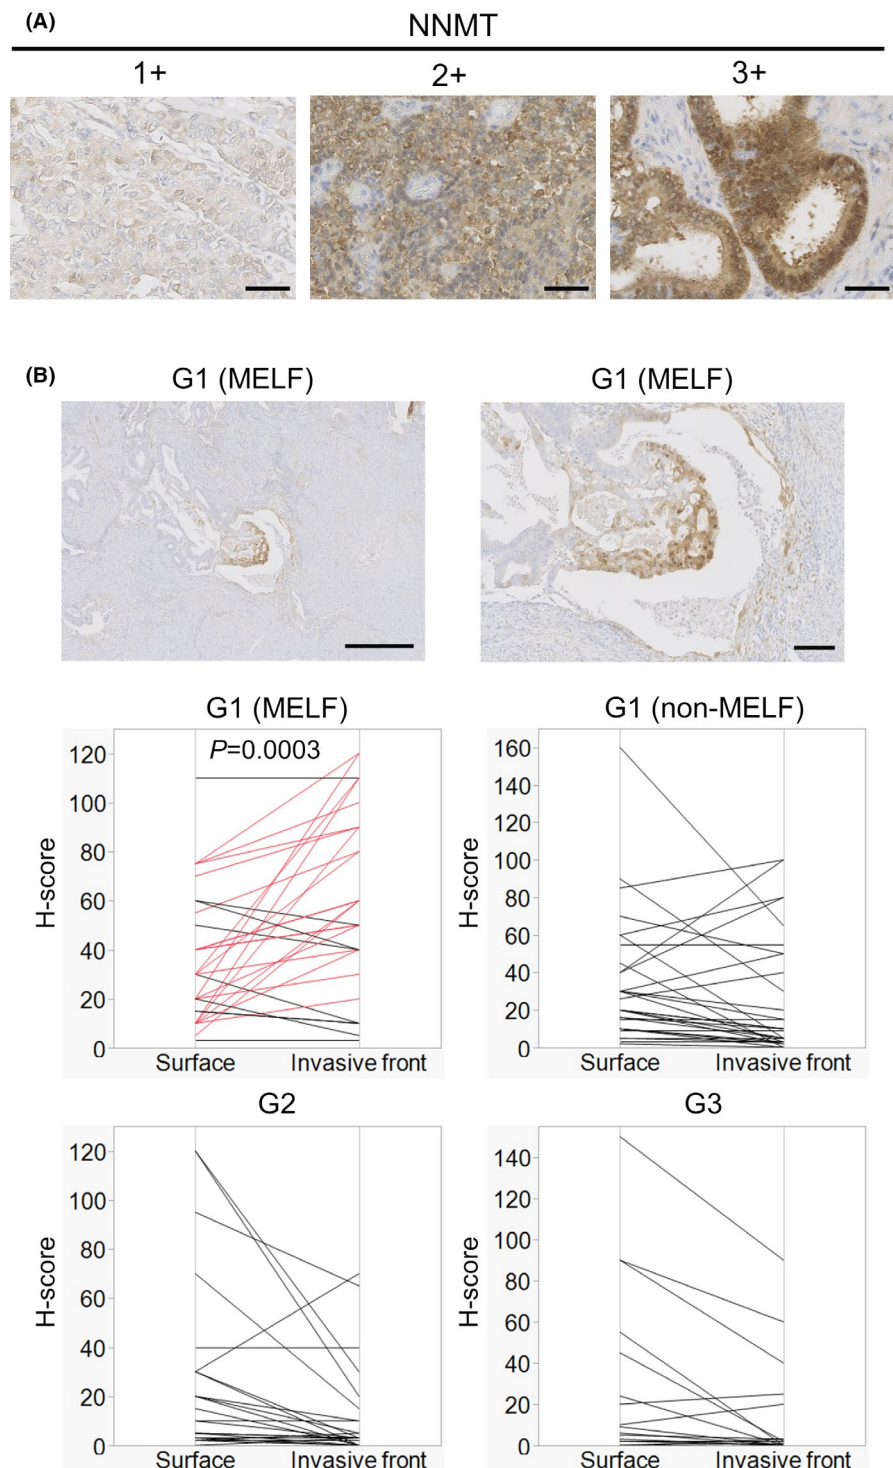 (A)
NNMT
1+ 2+ 3+
(B)
G1 (MELF) G1 (MELF)
G1 (MELF) G1 (non-MELF)
P=0.0003
H-score
120
100
80
60
40
20
0
Surface Invasive front
H-score
160
140
120
100
80
60
40
20
0
Surface Invasive front
G2 G3
H-score
120
100
80
60
40
20
0
Surface Invasive front
H-score
140
120
100
80
60
40
20
0
Surface Invasive front